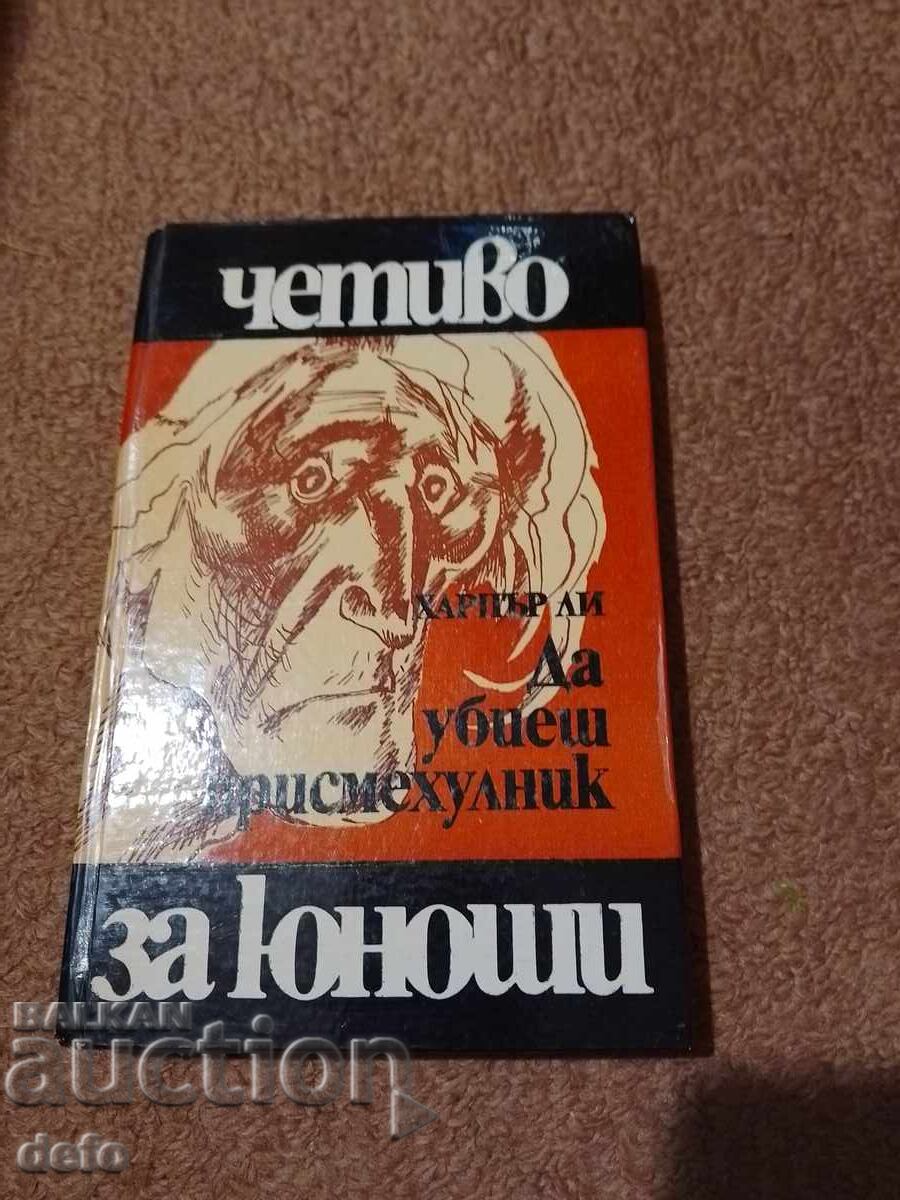 четиво
ХАРПЪР ЛИ
Да
убиеш
присмехулник
за юноши
BALKAN
auction
defo